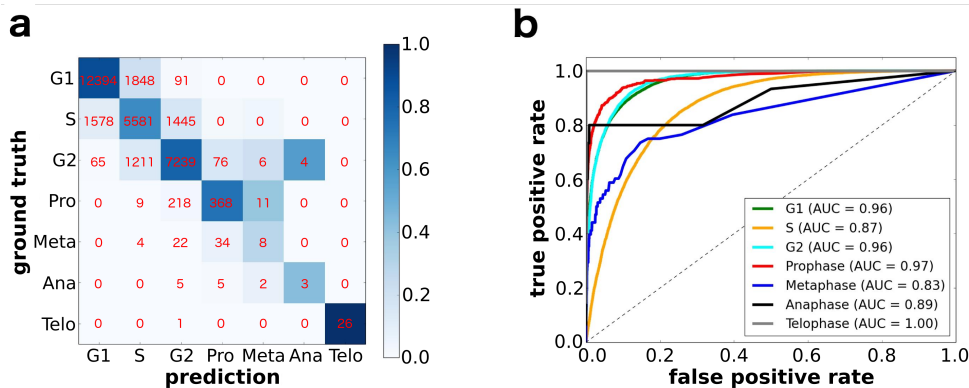 a
ground truth
G1 12394 1848 91 0 0 0 0
S 1578 5581 1445 0 0 0 0
G2 65 1211 7239 76 6 4 0
Pro 0 9 218 368 11 0 0
Meta 0 4 22 34 8 0 0
Ana 0 0 5 5 2 3 0
Telo 0 0 1 0 0 0 26
G1 S G2 Pro Meta Ana Telo
prediction
1.0
0.8
0.6
0.4
0.2
0.0
b
true positive rate
1.0
0.8
0.6
0.4
0.2
0.0
G1 (AUC = 0.96)
S (AUC = 0.87)
G2 (AUC = 0.96)
Prophase (AUC = 0.97)
Metaphase (AUC = 0.83)
Anaphase (AUC = 0.89)
Telophase (AUC = 1.00)
0.0 0.2 0.4 0.6 0.8 1.0
false positive rate